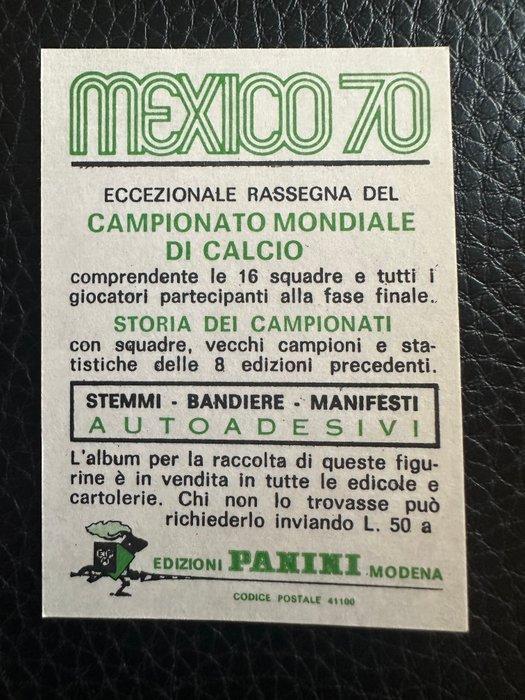 MEXICO 70
ECCEZIONALE RASSEGNA DEL
CAMPIONATO MONDIALE
DI CALCIO
comprendente le 16 squadre e tutti i
giocatori partecipanti alla fase finale.
STORIA DEI CAMPIONATI
con squadre, vecchi campioni e sta-
tistiche delle 8 edizioni precedenti.
STEMMI - BANDIERE - MANIFESTI
AUTOADESIVI
L'album per la raccolta di queste figu-
rine è in vendita in tutte le edicole e
cartolerie. Chi non lo trovasse può
richiederlo inviando L. 50 a
EDIZIONI PANINI MODENA
CODICE POSTALE 41100